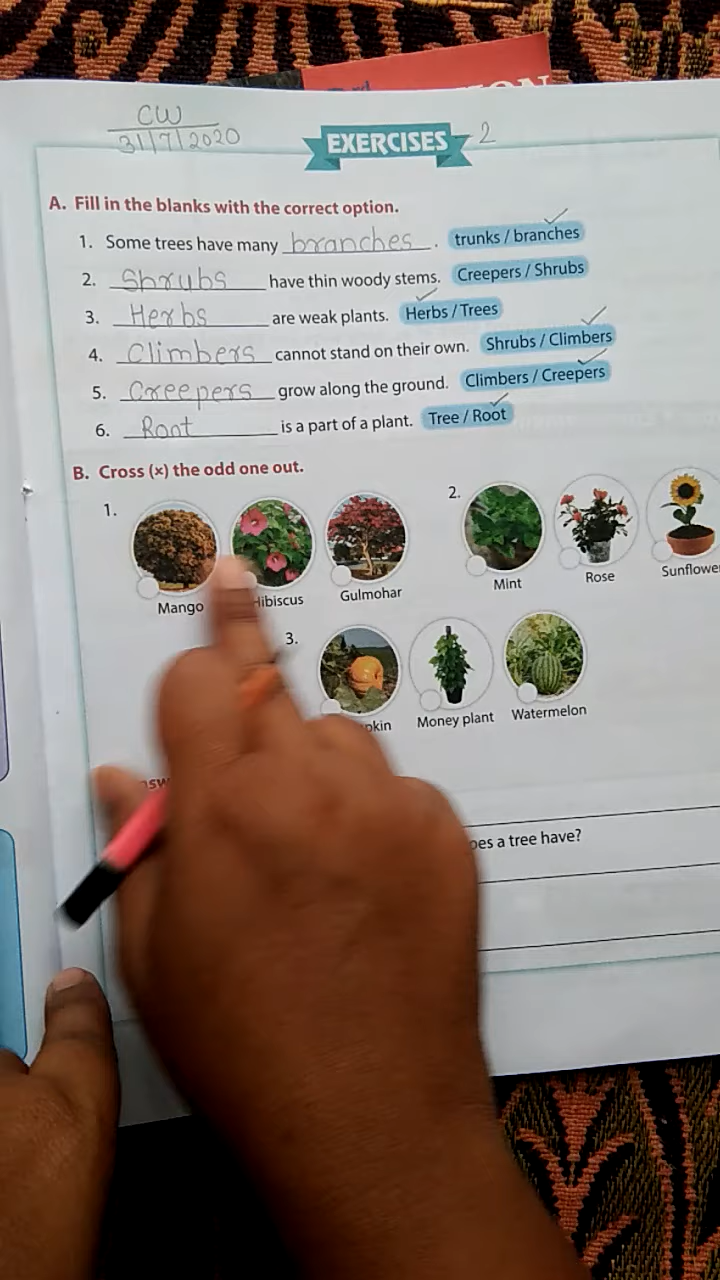 CW
31/7/2020
EXERCISES 2
A. Fill in the blanks with the correct option.
1. Some trees have many branches. trunks / branches
2. Shrubs have thin woody stems. Creepers / Shrubs
3. Herbs are weak plants. Herbs / Trees
4. Climbers cannot stand on their own. Shrubs / Climbers
5. Creepers grow along the ground. Climbers / Creepers
6. Root is a part of a plant. Tree / Root
B. Cross (×) the odd one out.
1. 2.
Mango Hibiscus Gulmohar Mint Rose Sunflower
3.
Money plant Watermelon
a tree have?